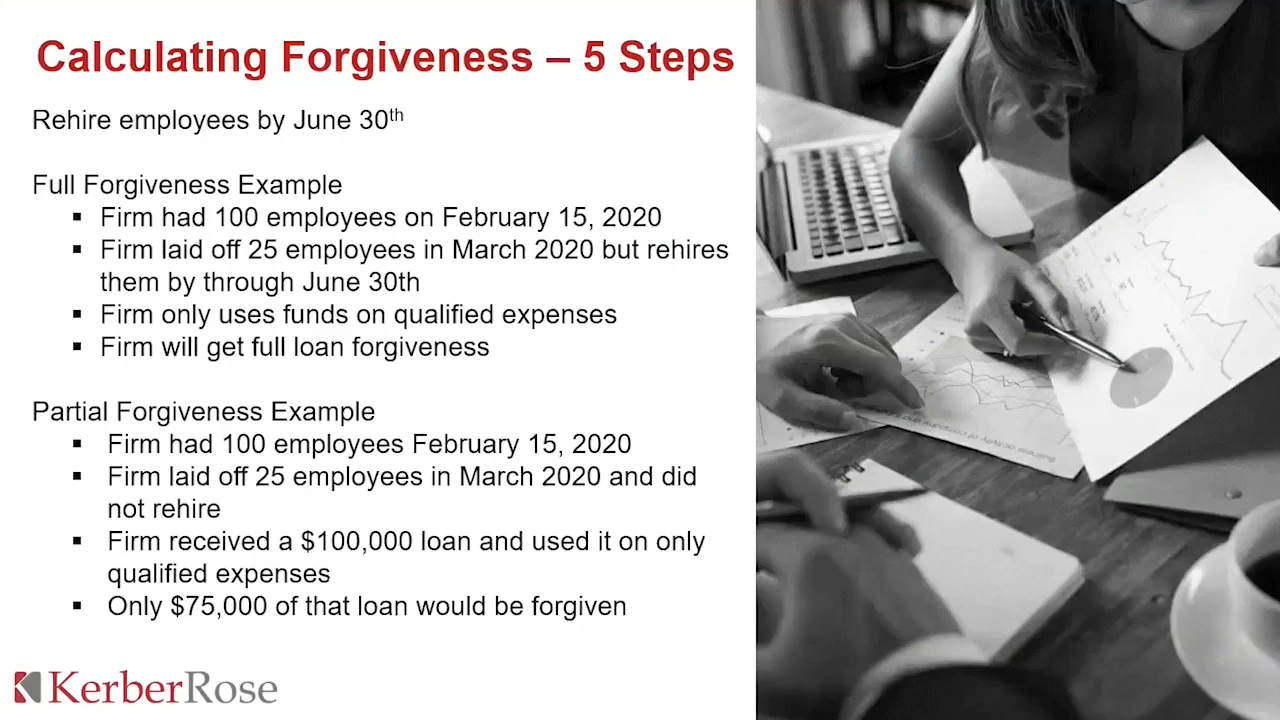 Calculating Forgiveness – 5 Steps
Rehire employees by June 30th
Full Forgiveness Example
▪ Firm had 100 employees on February 15, 2020
▪ Firm laid off 25 employees in March 2020 but rehires
them by through June 30th
▪ Firm only uses funds on qualified expenses
▪ Firm will get full loan forgiveness
Partial Forgiveness Example
▪ Firm had 100 employees February 15, 2020
▪ Firm laid off 25 employees in March 2020 and did
not rehire
▪ Firm received a $100,000 loan and used it on only
qualified expenses
▪ Only $75,000 of that loan would be forgiven
KerberRose
Business activity of company